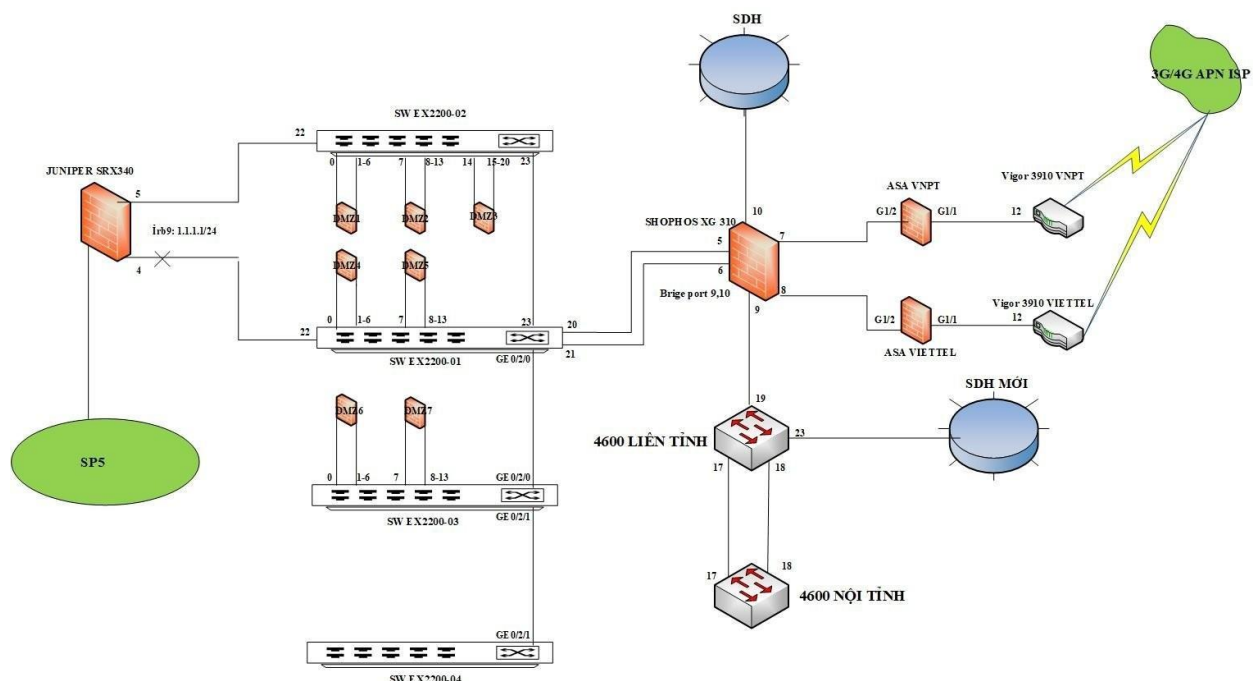 SDH
3G/4G APN ISP
SW EX2200-02
22
0
1-6
7
8-13
14
15-20
23
JUNIPER SRX340
5
İrb9: 1.1.1.1/24
4
DMZ1
DMZ2
DMZ3
DMZ4
DMZ5
22
0
1-6
7
8-13
23
20
21
SW EX2200-01
GE 0/2/0
DMZ6
DMZ7
0
1-6
7
8-13
GE0/2/0
SW EX2200-03
GE0/2/1
GE 0/2/1
SW EX2200-04
SP5
10
SHOPHOS XG 310
5
6
7
8
9
Brige port 9,10
ASA VNPT
G1/2
G1/1
12
Vigor 3910 VNPT
G1/2
G1/1
ASA VIETTEL
12
Vigor 3910 VIETTEL
19
4600 LIÊN TỈNH
23
17
18
SDH MỚI
17
18
4600 NỘI TỈNH